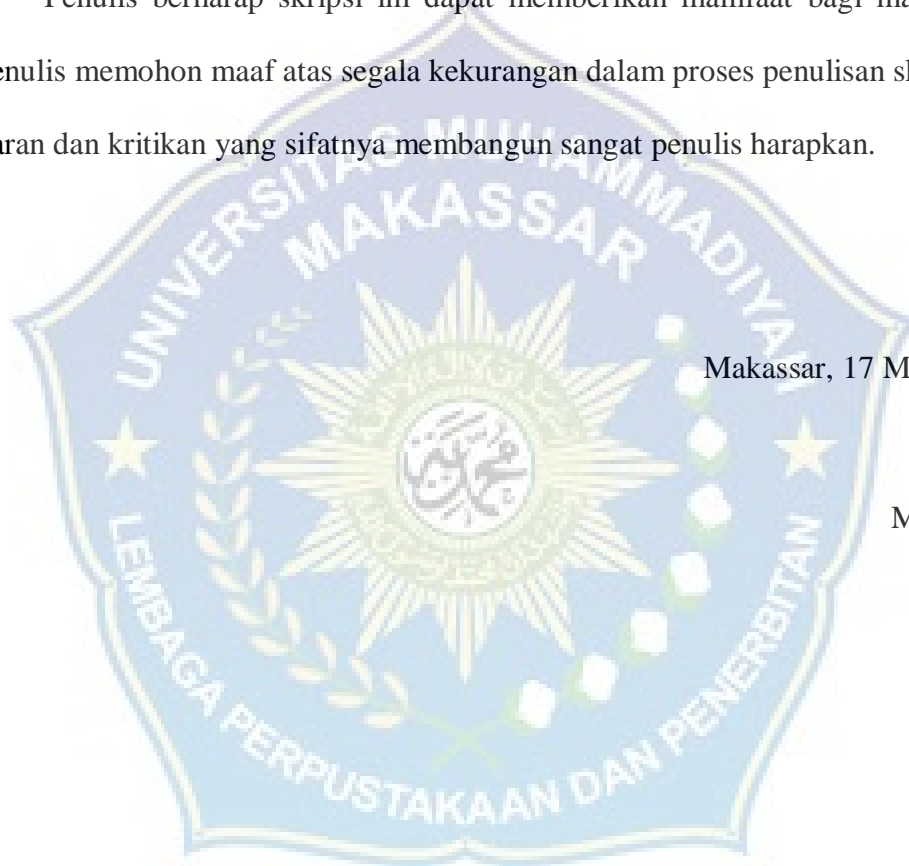 Penulis berharap skripsi ini dapat memberikan manfaat bagi ma
enulis memohon maaf atas segala kekurangan dalam proses penulisan sk
aran dan kritikan yang sifatnya membangun sangat penulis harapkan.
UNIVERSITAS MUHAMMADIYAH
MAKASSAR
Makassar, 17 M
M
محمدية
LEMBAGA PERPUSTAKAAN DAN PENERBITAN